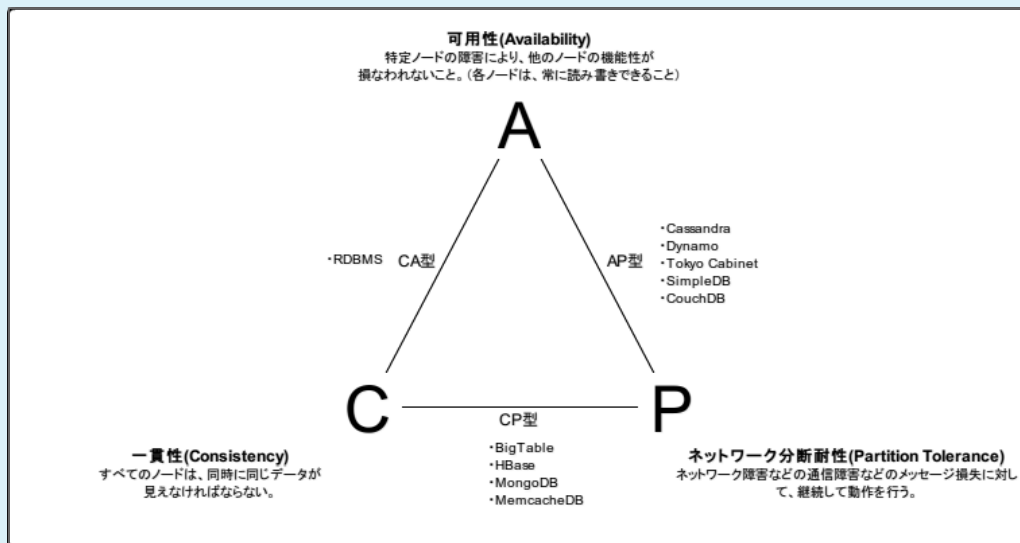 可用性(Availability)
特定ノードの障害により、他のノードの機能性が
損なわれないこと。(各ノードは、常に読み書きできること)
A
・RDBMS CA型
AP型
・Cassandra
・Dynamo
・Tokyo Cabinet
・SimpleDB
・CouchDB
C
P
CP型
・BigTable
・HBase
・MongoDB
・MemcacheDB
一貫性(Consistency)
すべてのノードは、同時に同じデータが
見えなければならない。
ネットワーク分断耐性(Partition Tolerance)
ネットワーク障害などの通信障害などのメッセージ損失に対し
て、継続して動作を行う。